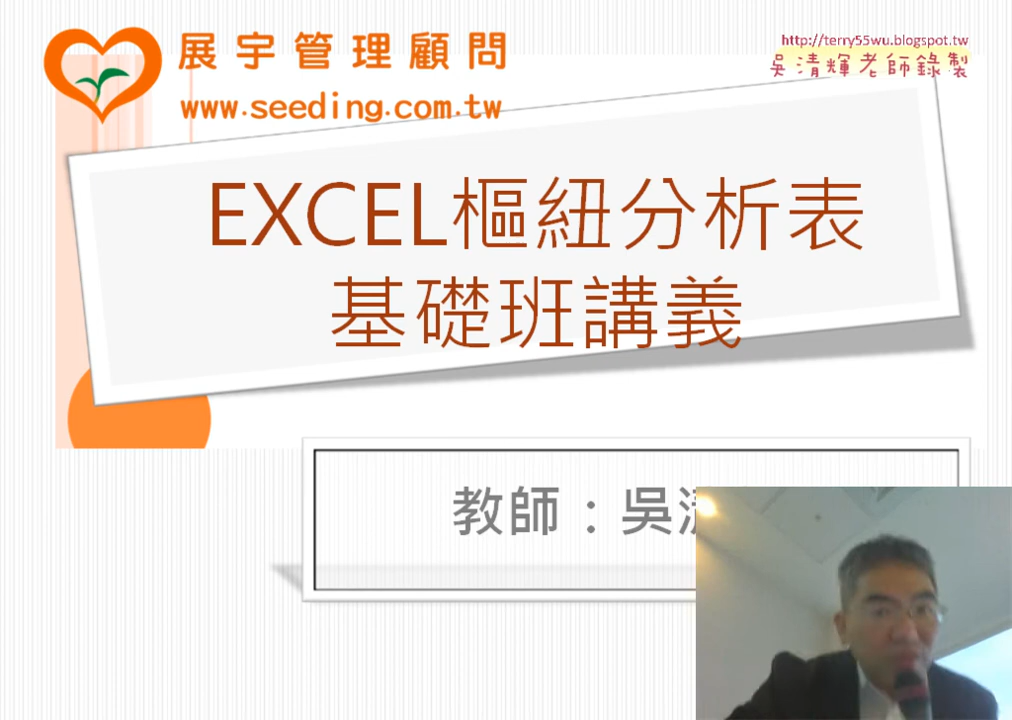 展宇管理顧問
www.seeding.com.tw
http://terry55wu.blogspot.tw
吳清輝老師錄製
EXCEL樞紐分析表
基礎班講義
教師：吳